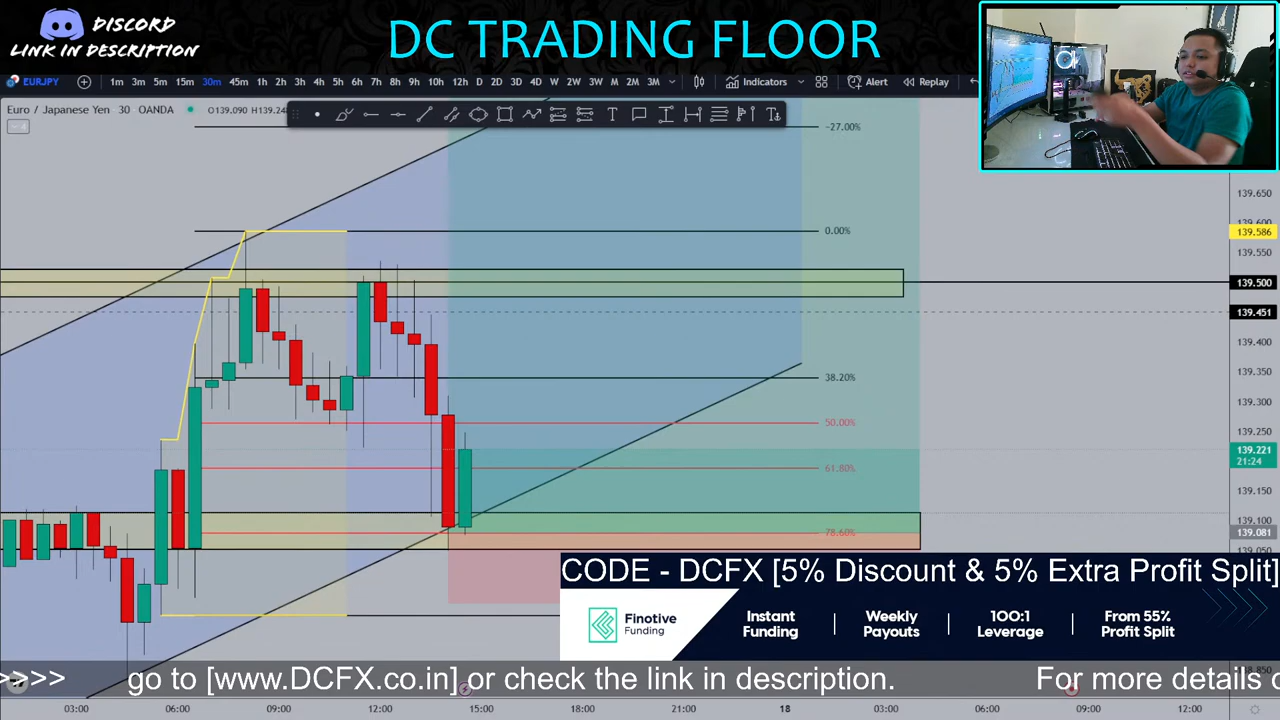 DISCORD
LINK IN DESCRIPTION
DC TRADING FLOOR
EURJPY 1m 3m 5m 15m 30m 45m 1h 2h 3h 4h 5h 6h 7h 8h 9h 10h 12h D 2D 3D 4D W 2W 3W M 2M 3M Indicators Alert Replay
Euro / Japanese Yen 30 OANDA O139.090
-27.00%
139.650
0.00%
139.586
139.550
139.500
139.451
139.400
38.20%
139.350
139.300
50.00%
139.250
139.221
21:24
61.80%
139.150
139.100
78.60%
139.081
139.050
CODE - DCFX [5% Discount & 5% Extra Profit Split]
Finotive
Funding
Instant
Funding
Weekly
Payouts
100:1
Leverage
From 55%
Profit Split
>>>> go to [www.DCFX.co.in] or check the link in description. For more details
03:00 06:00 09:00 12:00 15:00 18:00 21:00 18 03:00 06:00 09:00 12:00